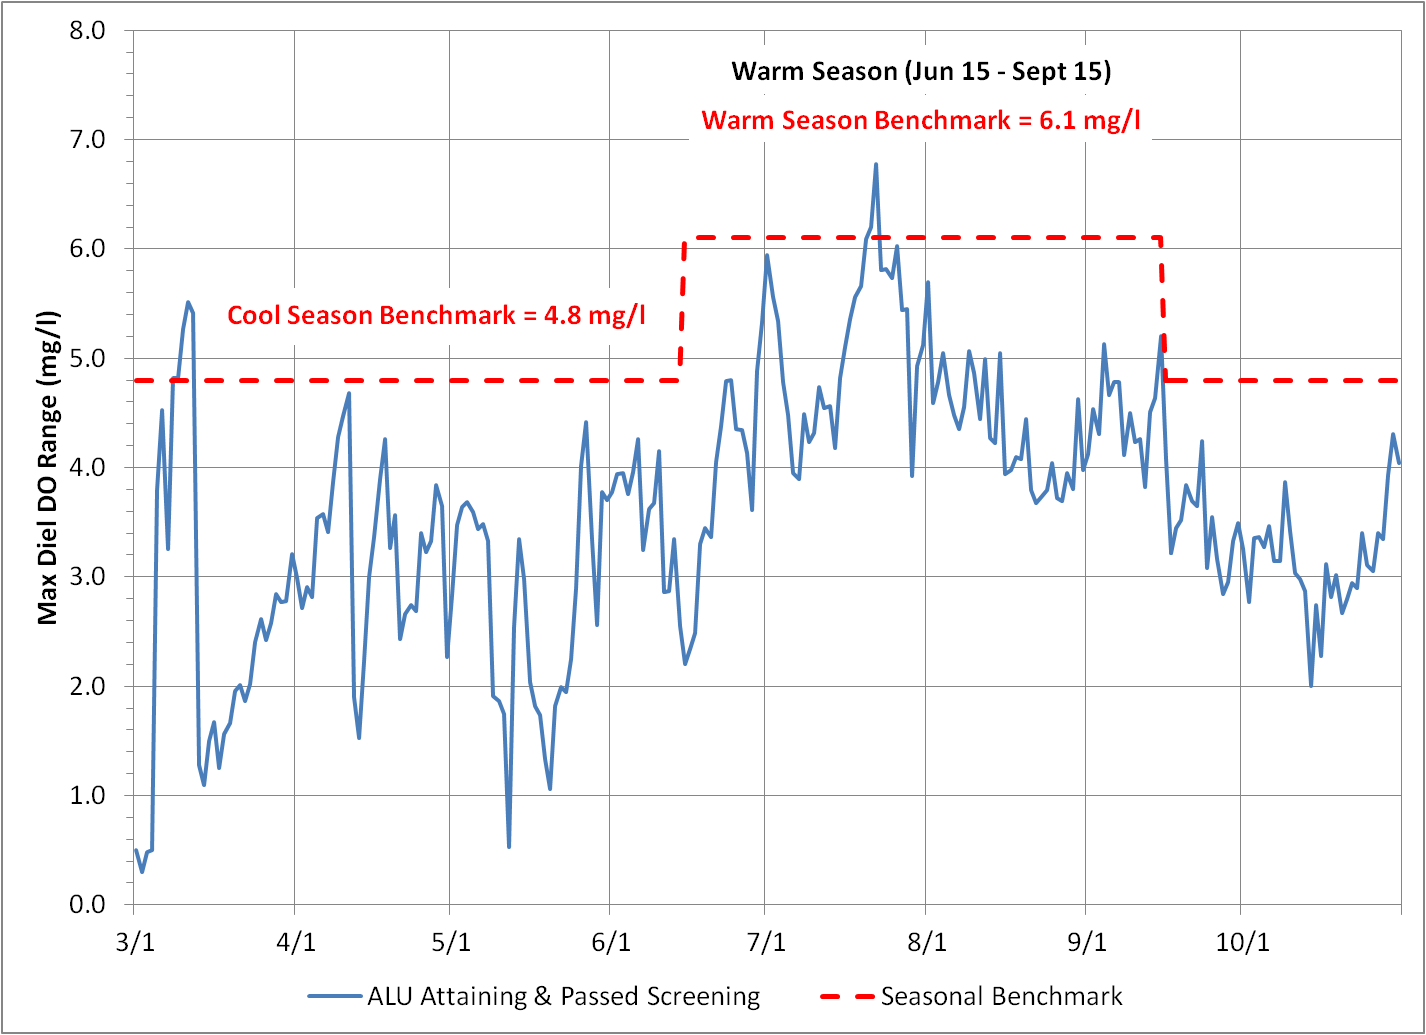 8.0
Warm Season (Jun 15 - Sept 15)
Warm Season Benchmark = 6.1 mg/l
7.0
6.0
Cool Season Benchmark = 4.8 mg/l
5.0
4.0
3.0
2.0
1.0
0.0
Max Diel DO Range (mg/l)
3/1 4/1 5/1 6/1 7/1 8/1 9/1 10/1
ALU Attaining & Passed Screening Seasonal Benchmark